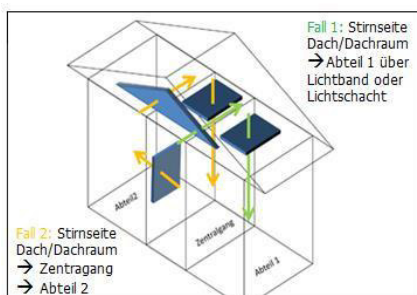 Fall 1: Stirnseite
Dach/Dachraum
→ Abteil 1 über
Lichtband oder
Lichtschacht
Abteil2
Zentralgang
Abteil 1
Fall 2: Stirnseite
Dach/Dachraum
→ Zentragang
→ Abteil 2